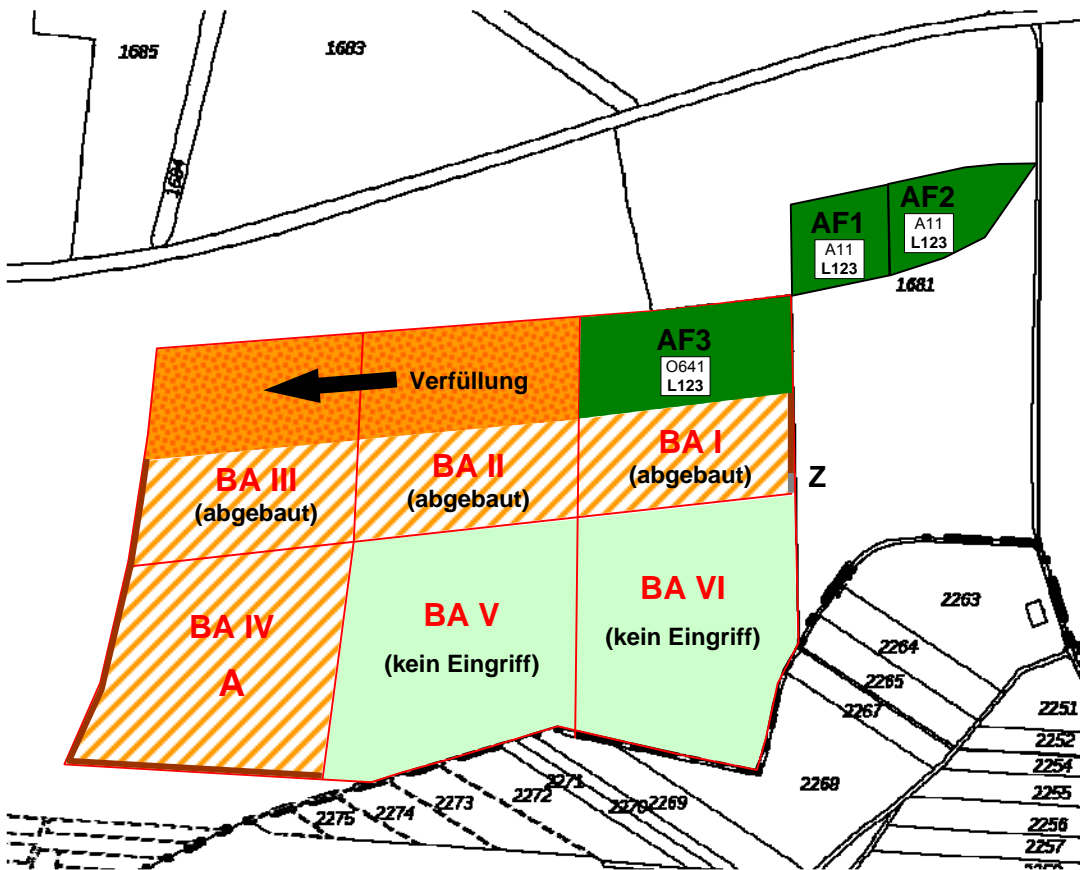 1685
1683
1684
AF1
A11
L123
AF2
A11
L123
1681
AF3
O641
L123
Verfüllung
BA III
(abgebaut)
BA II
(abgebaut)
BA I
(abgebaut)
Z
BA IV
A
BA V
(kein Eingriff)
BA VI
(kein Eingriff)
2263
2264
2265
2267
2268
2251
2252
2254
2255
2256
2257
2269
2270
2271
2272
2273
2274
2275